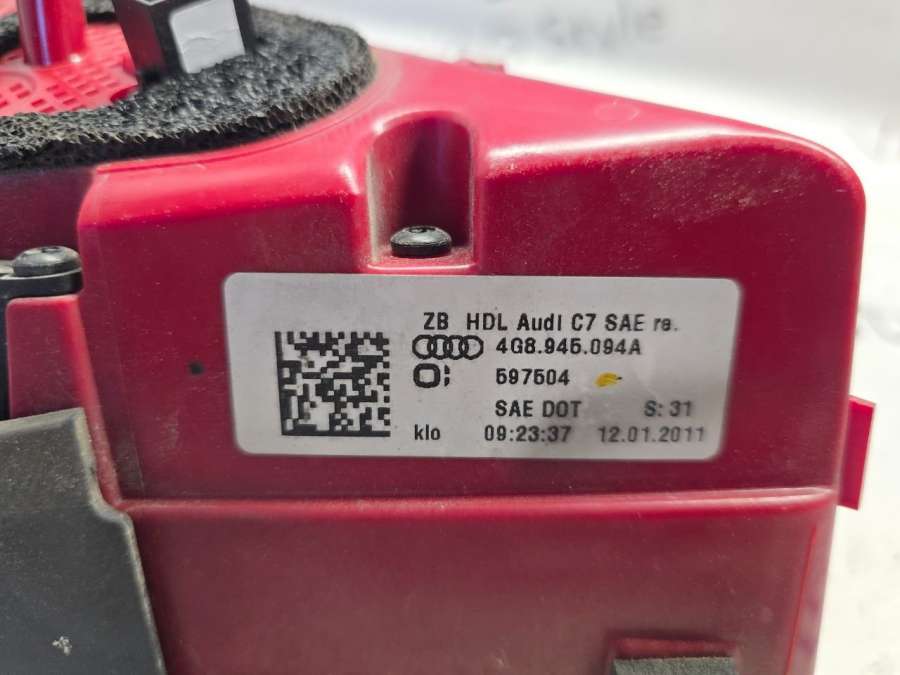 ZB HDL Audi C7 SAE re.
4G8.945.094A
597504
SAE DOT S: 31
klo 09:23:37 12.01.2011